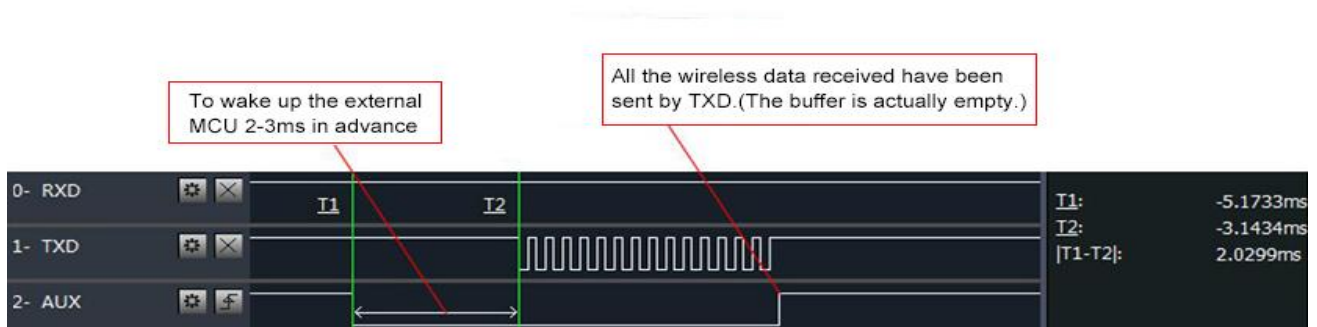 All the wireless data received have been
sent by TXD.(The buffer is actually empty.)
To wake up the external
MCU 2-3ms in advance
0- RXD
T1
T2
T1: -5.1733ms
T2: -3.1434ms
|T1-T2|: 2.0299ms
1- TXD
2- AUX